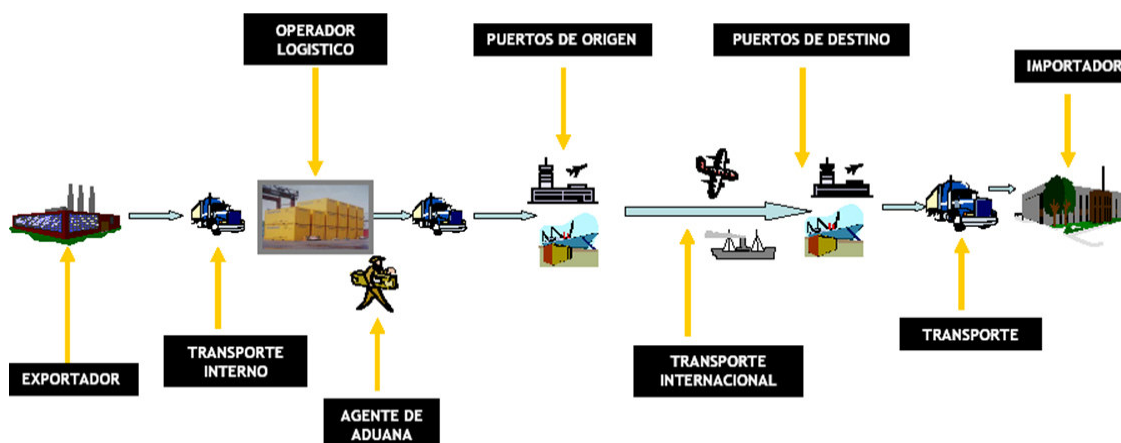 OPERADOR
LOGISTICO
PUERTOS DE ORIGEN
PUERTOS DE DESTINO
IMPORTADOR
EXPORTADOR
TRANSPORTE
INTERNO
AGENTE DE
ADUANA
TRANSPORTE
INTERNACIONAL
TRANSPORTE